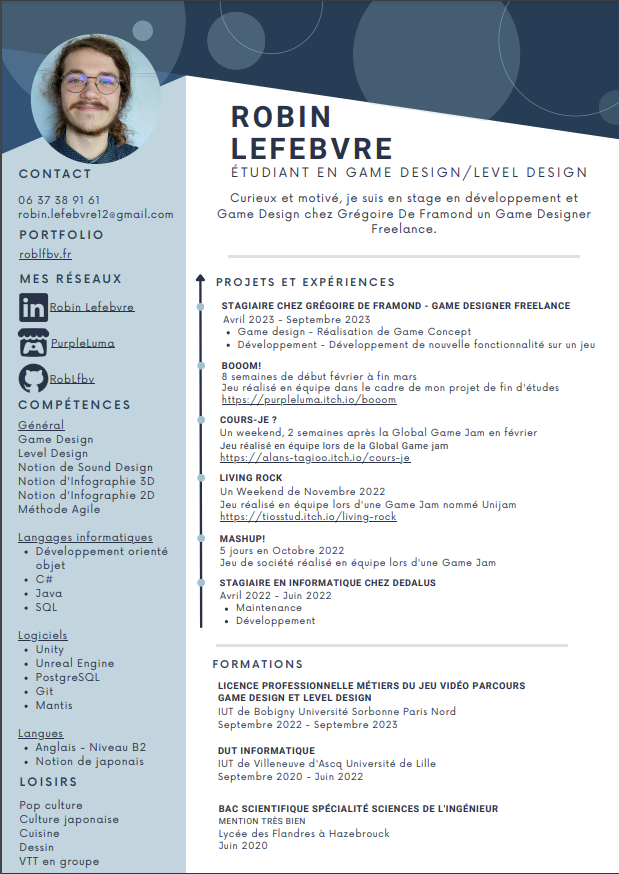 ROBIN
LEFEBVRE
ÉTUDIANT EN GAME DESIGN/LEVEL DESIGN
Curieux et motivé, je suis en stage en développement et
Game Design chez Grégoire De Framond un Game Designer
Freelance.
CONTACT
06 37 38 91 61
robin.lefebvre12@gmail.com
PORTFOLIO
roblfbv.fr
MES RÉSEAUX
in Robin Lefebvre
PurpleLuma
RobLfbv
COMPÉTENCES
Général
Game Design
Level Design
Notion de Sound Design
Notion d'Infographie 3D
Notion d'Infographie 2D
Méthode Agile
Langages informatiques
• Développement orienté
objet
• C#
• Java
• SQL
Logiciels
• Unity
• Unreal Engine
• PostgreSQL
• Git
• Mantis
Langues
• Anglais - Niveau B2
• Notion de japonais
LOISIRS
Pop culture
Culture japonaise
Cuisine
Dessin
VTT en groupe
PROJETS ET EXPÉRIENCES
STAGIAIRE CHEZ GRÉGOIRE DE FRAMOND - GAME DESIGNER FREELANCE
Avril 2023 - Septembre 2023
• Game design - Réalisation de Game Concept
• Développement - Développement de nouvelle fonctionnalité sur un jeu
BOOOM!
8 semaines de début février à fin mars
Jeu réalisé en équipe dans le cadre de mon projet de fin d'études
https://purpleluma.itch.io/booom
COURS-JE ?
Un weekend, 2 semaines après la Global Game Jam en février
Jeu réalisé en équipe lors de la Global Game jam
https://alans-tagioo.itch.io/cours-je
LIVING ROCK
Un Weekend de Novembre 2022
Jeu réalisé en équipe lors d'une Game Jam nommé Unijam
https://tiosstud.itch.io/living-rock
MASHUP!
5 jours en Octobre 2022
Jeu de société réalisé en équipe lors d'une Game Jam
STAGIAIRE EN INFORMATIQUE CHEZ DEDALUS
Avril 2022 - Juin 2022
• Maintenance
• Développement
FORMATIONS
LICENCE PROFESSIONNELLE MÉTIERS DU JEU VIDÉO PARCOURS
GAME DESIGN ET LEVEL DESIGN
IUT de Bobigny Université Sorbonne Paris Nord
Septembre 2022 - Septembre 2023
DUT INFORMATIQUE
IUT de Villeneuve d'Ascq Université de Lille
Septembre 2020 - Juin 2022
BAC SCIENTIFIQUE SPÉCIALITÉ SCIENCES DE L'INGÉNIEUR
MENTION TRÈS BIEN
Lycée des Flandres à Hazebrouck
Juin 2020